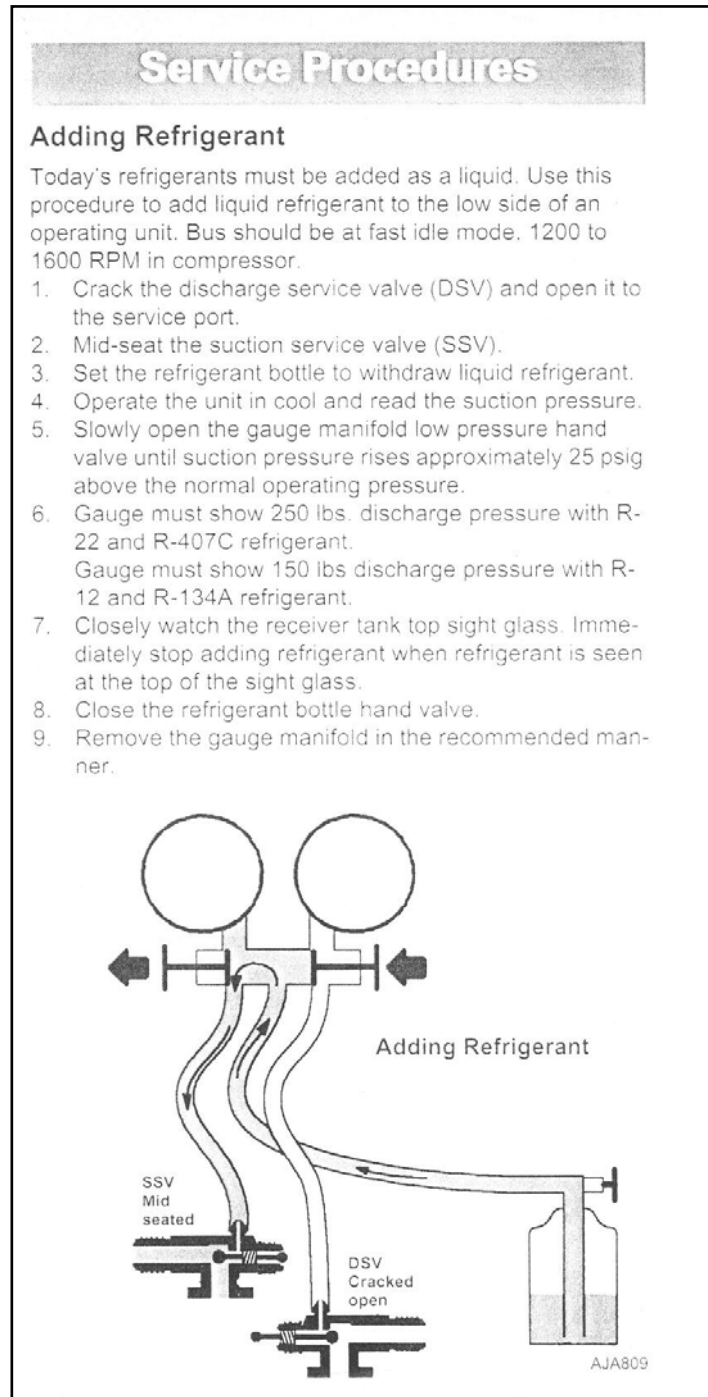 Service Procedures
Adding Refrigerant
Today's refrigerants must be added as a liquid. Use this
procedure to add liquid refrigerant to the low side of an
operating unit. Bus should be at fast idle mode. 1200 to
1600 RPM in compressor.
1. Crack the discharge service valve (DSV) and open it to
the service port.
2. Mid-seat the suction service valve (SSV).
3. Set the refrigerant bottle to withdraw liquid refrigerant.
4. Operate the unit in cool and read the suction pressure.
5. Slowly open the gauge manifold low pressure hand
valve until suction pressure rises approximately 25 psig
above the normal operating pressure.
6. Gauge must show 250 lbs. discharge pressure with R-
22 and R-407C refrigerant.
Gauge must show 150 lbs discharge pressure with R-
12 and R-134A refrigerant.
7. Closely watch the receiver tank top sight glass. Imme-
diately stop adding refrigerant when refrigerant is seen
at the top of the sight glass.
8. Close the refrigerant bottle hand valve.
9. Remove the gauge manifold in the recommended man-
ner.
Adding Refrigerant
SSV
Mid
seated
DSV
Cracked
open
AJA809